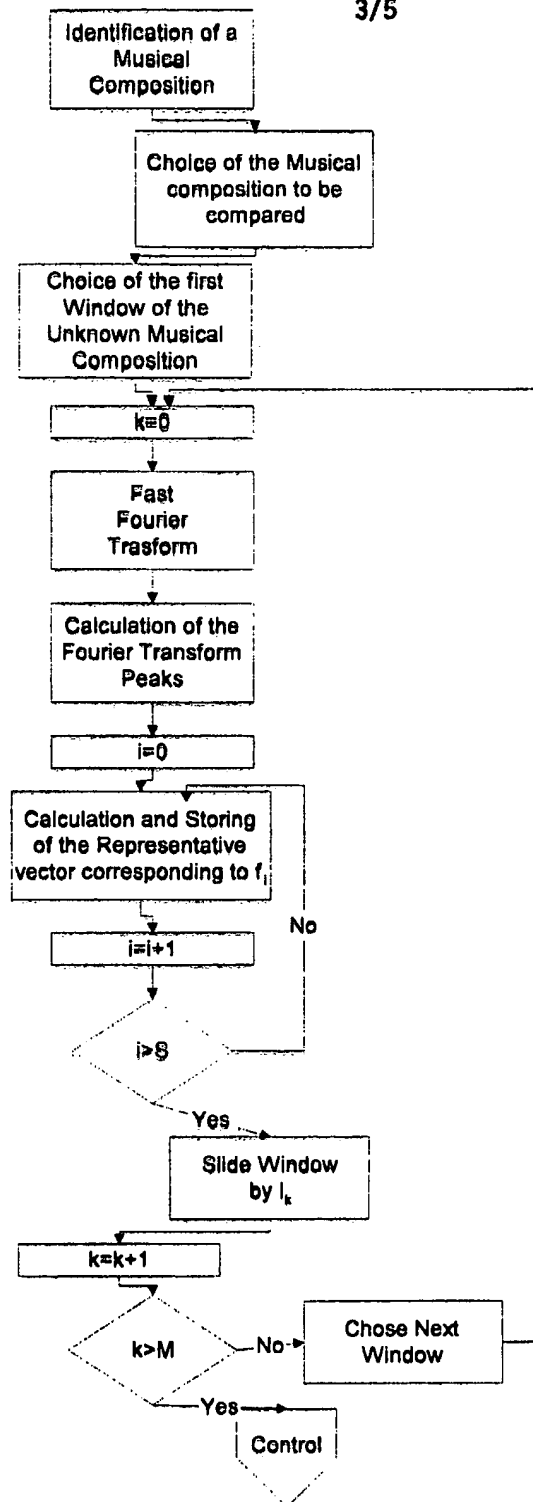 3/5
Identification of a
Musical
Composition
Choice of the Musical
composition to be
compared
Choice of the first
Window of the
Unknown Musical
Composition
k=0
Fast
Fourier
Trasform
Calculation of the
Fourier Transform
Peaks
i=0
Calculation and Storing
of the Representative
vector corresponding to fi
No
i=i+1
i>S
Yes
Slide Window
by lk
k=k+1
k>M
No
Chose Next
Window
Yes
Control